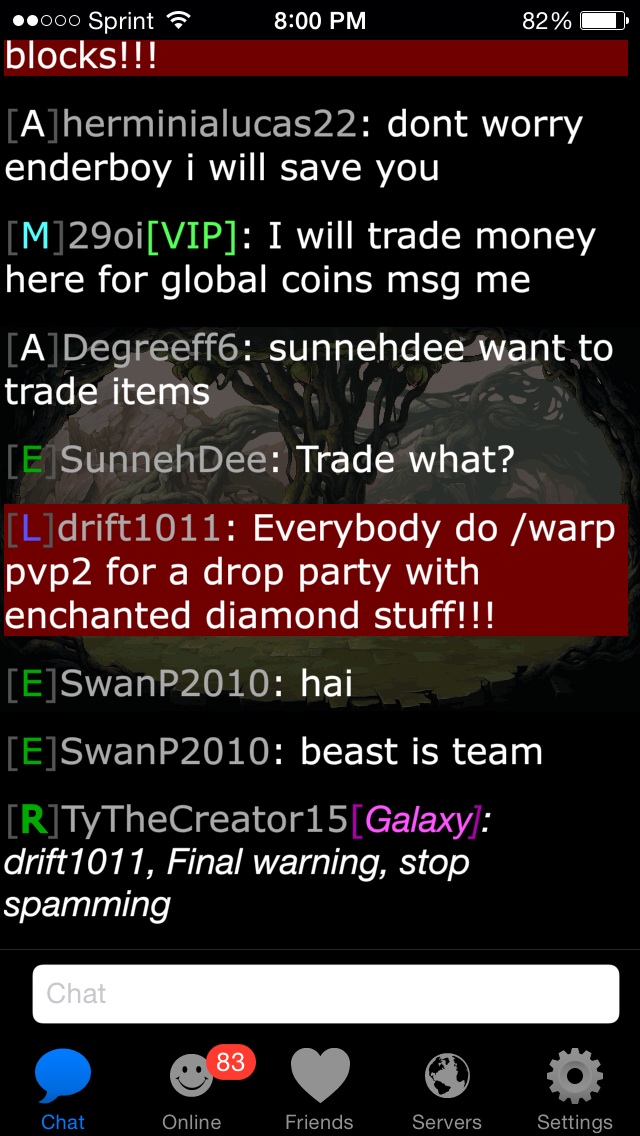 Sprint 8:00 PM 82%
blocks!!!
[A]herminialucas22: dont worry
enderboy i will save you
[M]29oi[VIP]: I will trade money
here for global coins msg me
[A]Degreeff6: sunnehdee want to
trade items
[E]SunnehDee: Trade what?
[L]drift1011: Everybody do /warp
pvp2 for a drop party with
enchanted diamond stuff!!!
[E]SwanP2010: hai
[E]SwanP2010: beast is team
[R]TyTheCreator15[Galaxy]:
drift1011, Final warning, stop
spamming
Chat
83
Chat Online Friends Servers Settings